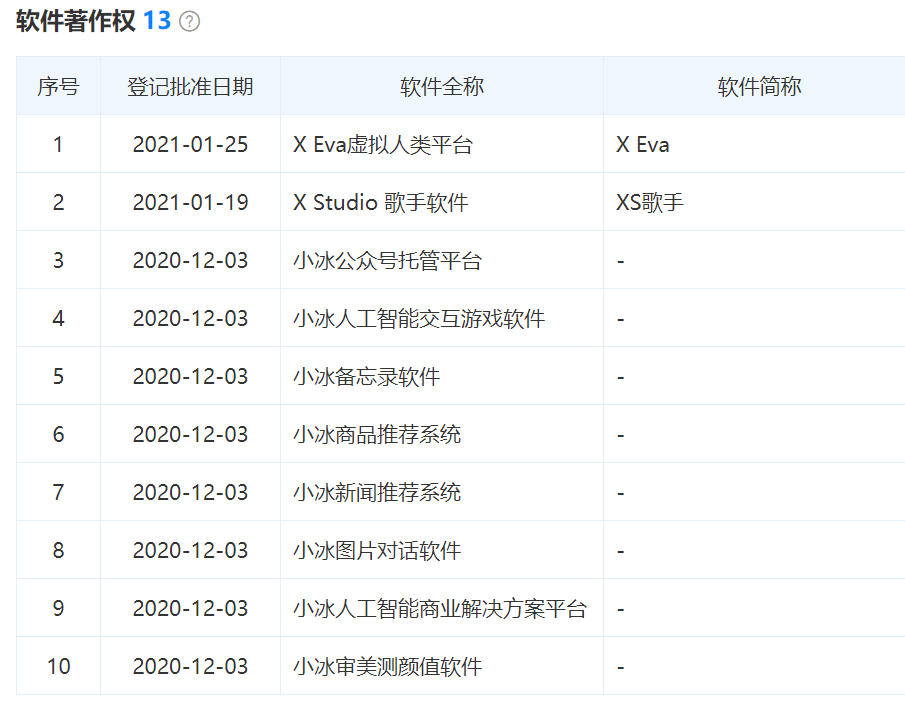 软件著作权 13 ?
序号 登记批准日期 软件全称 软件简称
1 2021-01-25 X Eva虚拟人类平台 X Eva
2 2021-01-19 X Studio 歌手软件 XS歌手
3 2020-12-03 小冰公众号托管平台 -
4 2020-12-03 小冰人工智能交互游戏软件 -
5 2020-12-03 小冰备忘录软件 -
6 2020-12-03 小冰商品推荐系统 -
7 2020-12-03 小冰新闻推荐系统 -
8 2020-12-03 小冰图片对话软件 -
9 2020-12-03 小冰人工智能商业解决方案平台 -
10 2020-12-03 小冰审美测颜值软件 -